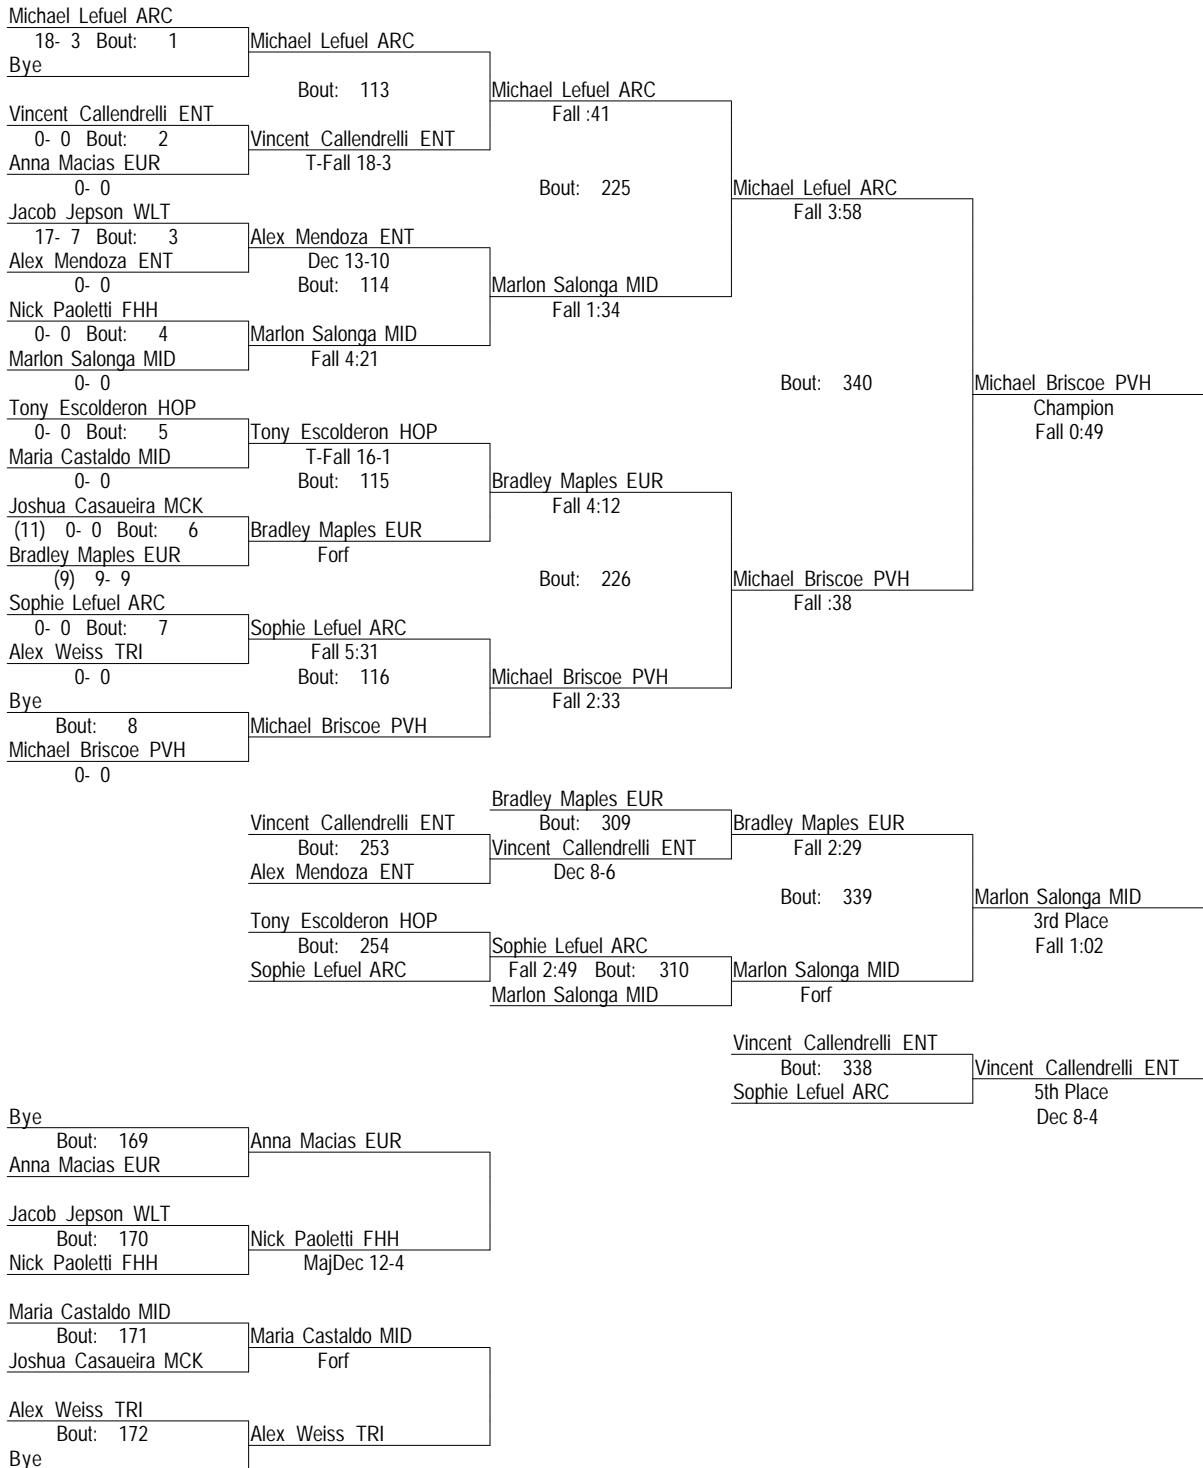 Michael Lefuel ARC
18- 3 Bout: 1
Michael Lefuel ARC
Bye
Bout: 113
Michael Lefuel ARC
Fall :41
Vincent Callendrelli ENT
0- 0 Bout: 2
Vincent Callendrelli ENT
Anna Macias EUR
T-Fall 18-3
0- 0
Bout: 225
Michael Lefuel ARC
Fall 3:58
Jacob Jepson WLT
17- 7 Bout: 3
Alex Mendoza ENT
Alex Mendoza ENT
Dec 13-10
0- 0
Bout: 114
Marlon Salonga MID
Fall 1:34
Nick Paoletti FHH
0- 0 Bout: 4
Marlon Salonga MID
Marlon Salonga MID
Fall 4:21
0- 0
Bout: 340
Michael Briscoe PVH
Champion
Fall 0:49
Tony Escolderon HOP
0- 0 Bout: 5
Tony Escolderon HOP
Maria Castaldo MID
T-Fall 16-1
0- 0
Bout: 115
Bradley Maples EUR
Fall 4:12
Joshua Casaueira MCK
(11) 0- 0 Bout: 6
Bradley Maples EUR
Bradley Maples EUR
Forf
(9) 9- 9
Bout: 226
Michael Briscoe PVH
Fall :38
Sophie Lefuel ARC
0- 0 Bout: 7
Sophie Lefuel ARC
Alex Weiss TRI
Fall 5:31
0- 0
Bout: 116
Michael Briscoe PVH
Fall 2:33
Bye
Bout: 8
Michael Briscoe PVH
Michael Briscoe PVH
0- 0
Bradley Maples EUR
Vincent Callendrelli ENT
Bout: 309
Bradley Maples EUR
Bout: 253
Vincent Callendrelli ENT
Fall 2:29
Alex Mendoza ENT
Dec 8-6
Bout: 339
Marlon Salonga MID
3rd Place
Fall 1:02
Tony Escolderon HOP
Bout: 254
Sophie Lefuel ARC
Sophie Lefuel ARC
Fall 2:49 Bout: 310
Marlon Salonga MID
Marlon Salonga MID
Forf
Vincent Callendrelli ENT
Bout: 338
Vincent Callendrelli ENT
Sophie Lefuel ARC
5th Place
Dec 8-4
Bye
Bout: 169
Anna Macias EUR
Anna Macias EUR
Jacob Jepson WLT
Bout: 170
Nick Paoletti FHH
Nick Paoletti FHH
MajDec 12-4
Maria Castaldo MID
Bout: 171
Maria Castaldo MID
Joshua Casaueira MCK
Forf
Alex Weiss TRI
Bout: 172
Alex Weiss TRI
Bye